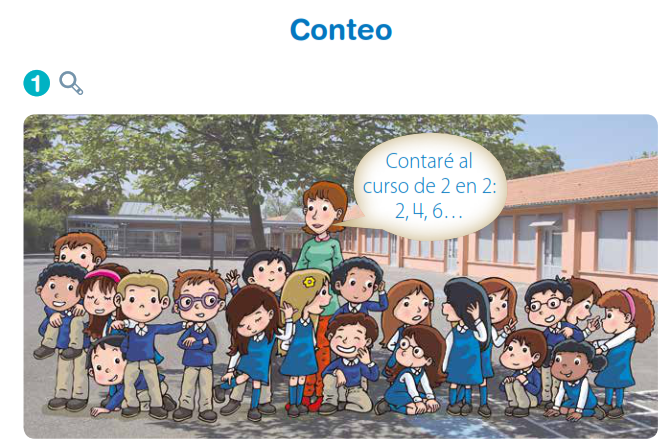 Conteo
1
Contaré al
curso de 2 en 2:
2, 4, 6...